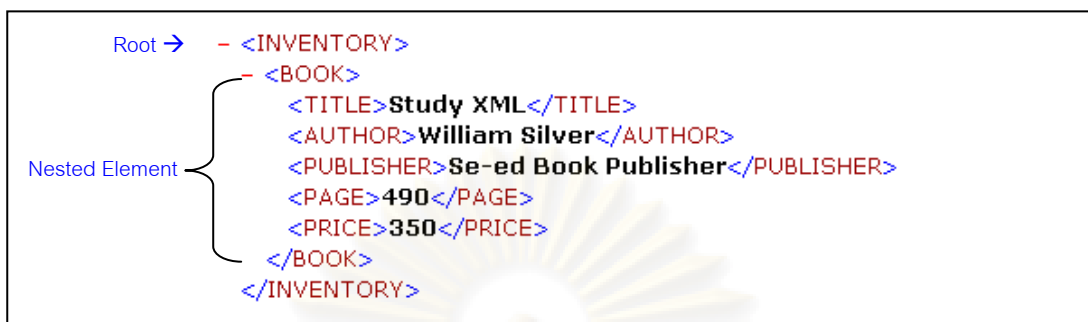 Root → - <INVENTORY>
- <BOOK>
<TITLE>Study XML</TITLE>
<AUTHOR>William Silver</AUTHOR>
Nested Element <PUBLISHER>Se-ed Book Publisher</PUBLISHER>
<PAGE>490</PAGE>
<PRICE>350</PRICE>
</BOOK>
</INVENTORY>